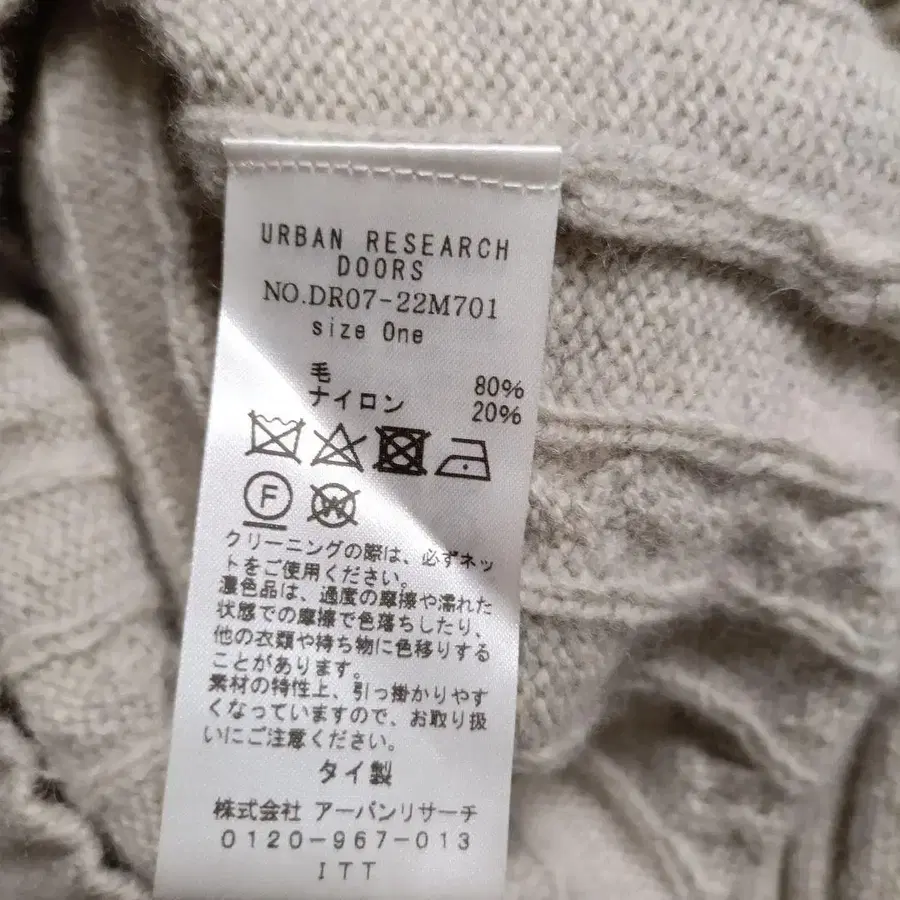 URBAN RESEARCH
DOORS
NO.DR07-22M701
size One
毛 80%
ナイロン 20%
F W
クリーニングの際は、必ずネッ
トをご使用ください。
濃色品は、過度の摩擦や濡れた
状態での摩擦で色落ちしたり、
他の衣類や持ち物に色移りする
ことがあります。
素材の特性上、引っ掛かりやす
くなっていますので、お取り扱
いにご注意ください。
タイ製
株式会社 アーバンリサーチ
0120-967-013
ITT